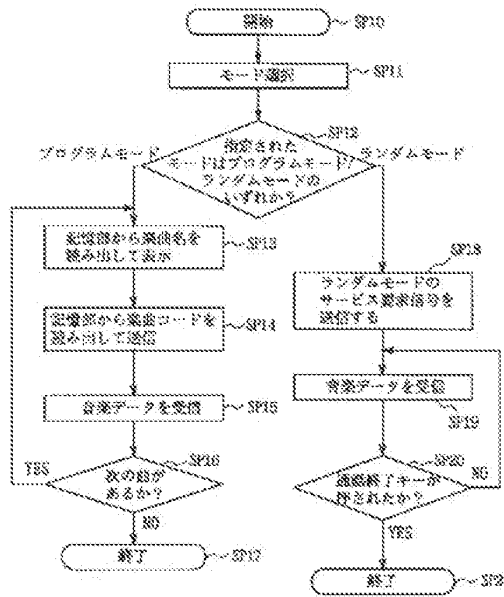 開始
SP10
モード選択
SP11
SP12
指定された
モードはプログラムモード/
ランダムモードの
いずれか?
プログラムモード
ランダムモード
記憶部から楽曲名を
読み出して表示
SP13
記憶部から楽曲コードを
読み出して送信
SP14
音楽データを受信
SP15
SP16
次の曲が
あるか?
YES
NO
終了
SP17
SP18
ランダムモードの
サービス要求信号を
送信する
音楽データを受信
SP19
SP20
終了キーが
押されたか?
NO
YES
終了